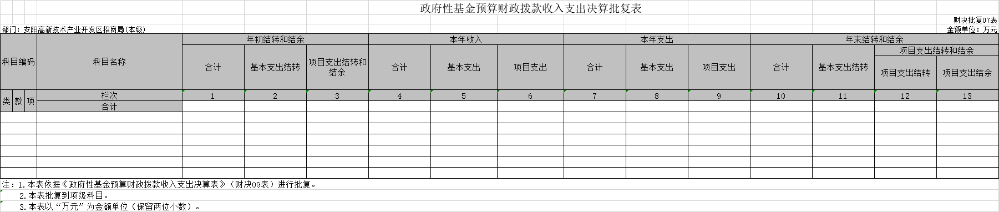 政府性基金预算财政拨款收入支出决算批复表
财决批复07表
部门：安阳高新技术产业开发区招商局(本级)
金额单位：万元
科目编码 科目名称 年初结转和结余 本年收入 本年支出 年末结转和结余
合计 基本支出结转 项目支出结转和结余 合计 基本支出 项目支出 合计 基本支出 项目支出 合计 基本支出结转 项目支出结转和结余
项目支出结转 项目支出结余
类 款 项 栏次 1 2 3 4 5 6 7 8 9 10 11 12 13
合计
注：1.本表依据《政府性基金预算财政拨款收入支出决算表》（财决09表）进行批复。
2.本表批复到项级科目。
3.本表以“万元”为金额单位（保留两位小数）。